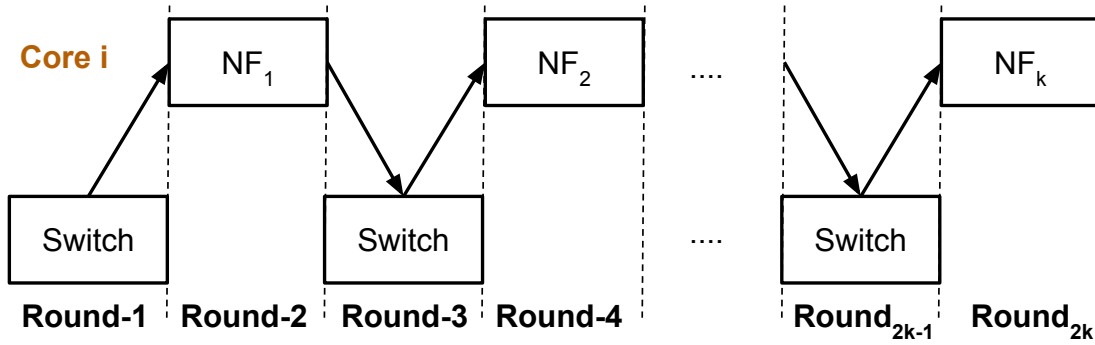 Core i
NF1
NF2
....
NFk
Switch
Switch
....
Switch
Round-1
Round-2
Round-3
Round-4
Round2k-1
Round2k